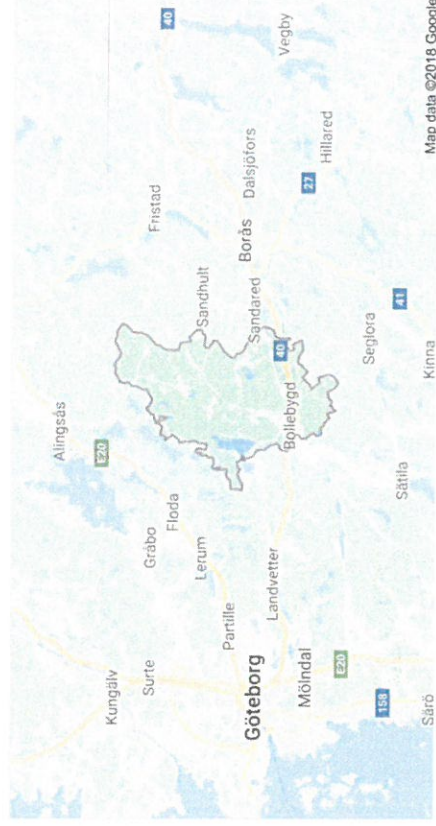 Alingsås
E20
Kungälv
40
Surte
Gråbo
Fristad
Floda
Lerum
Sandhult
Partille
Göteborg
Borås
Dalsjöfors
Sandared
Landvetter
40
Vegby
Bollebygd
Mölndal
27
Hillared
E20
Seglora
158
41
Sätila
Särö
Kinna
Map data ©2018 Google